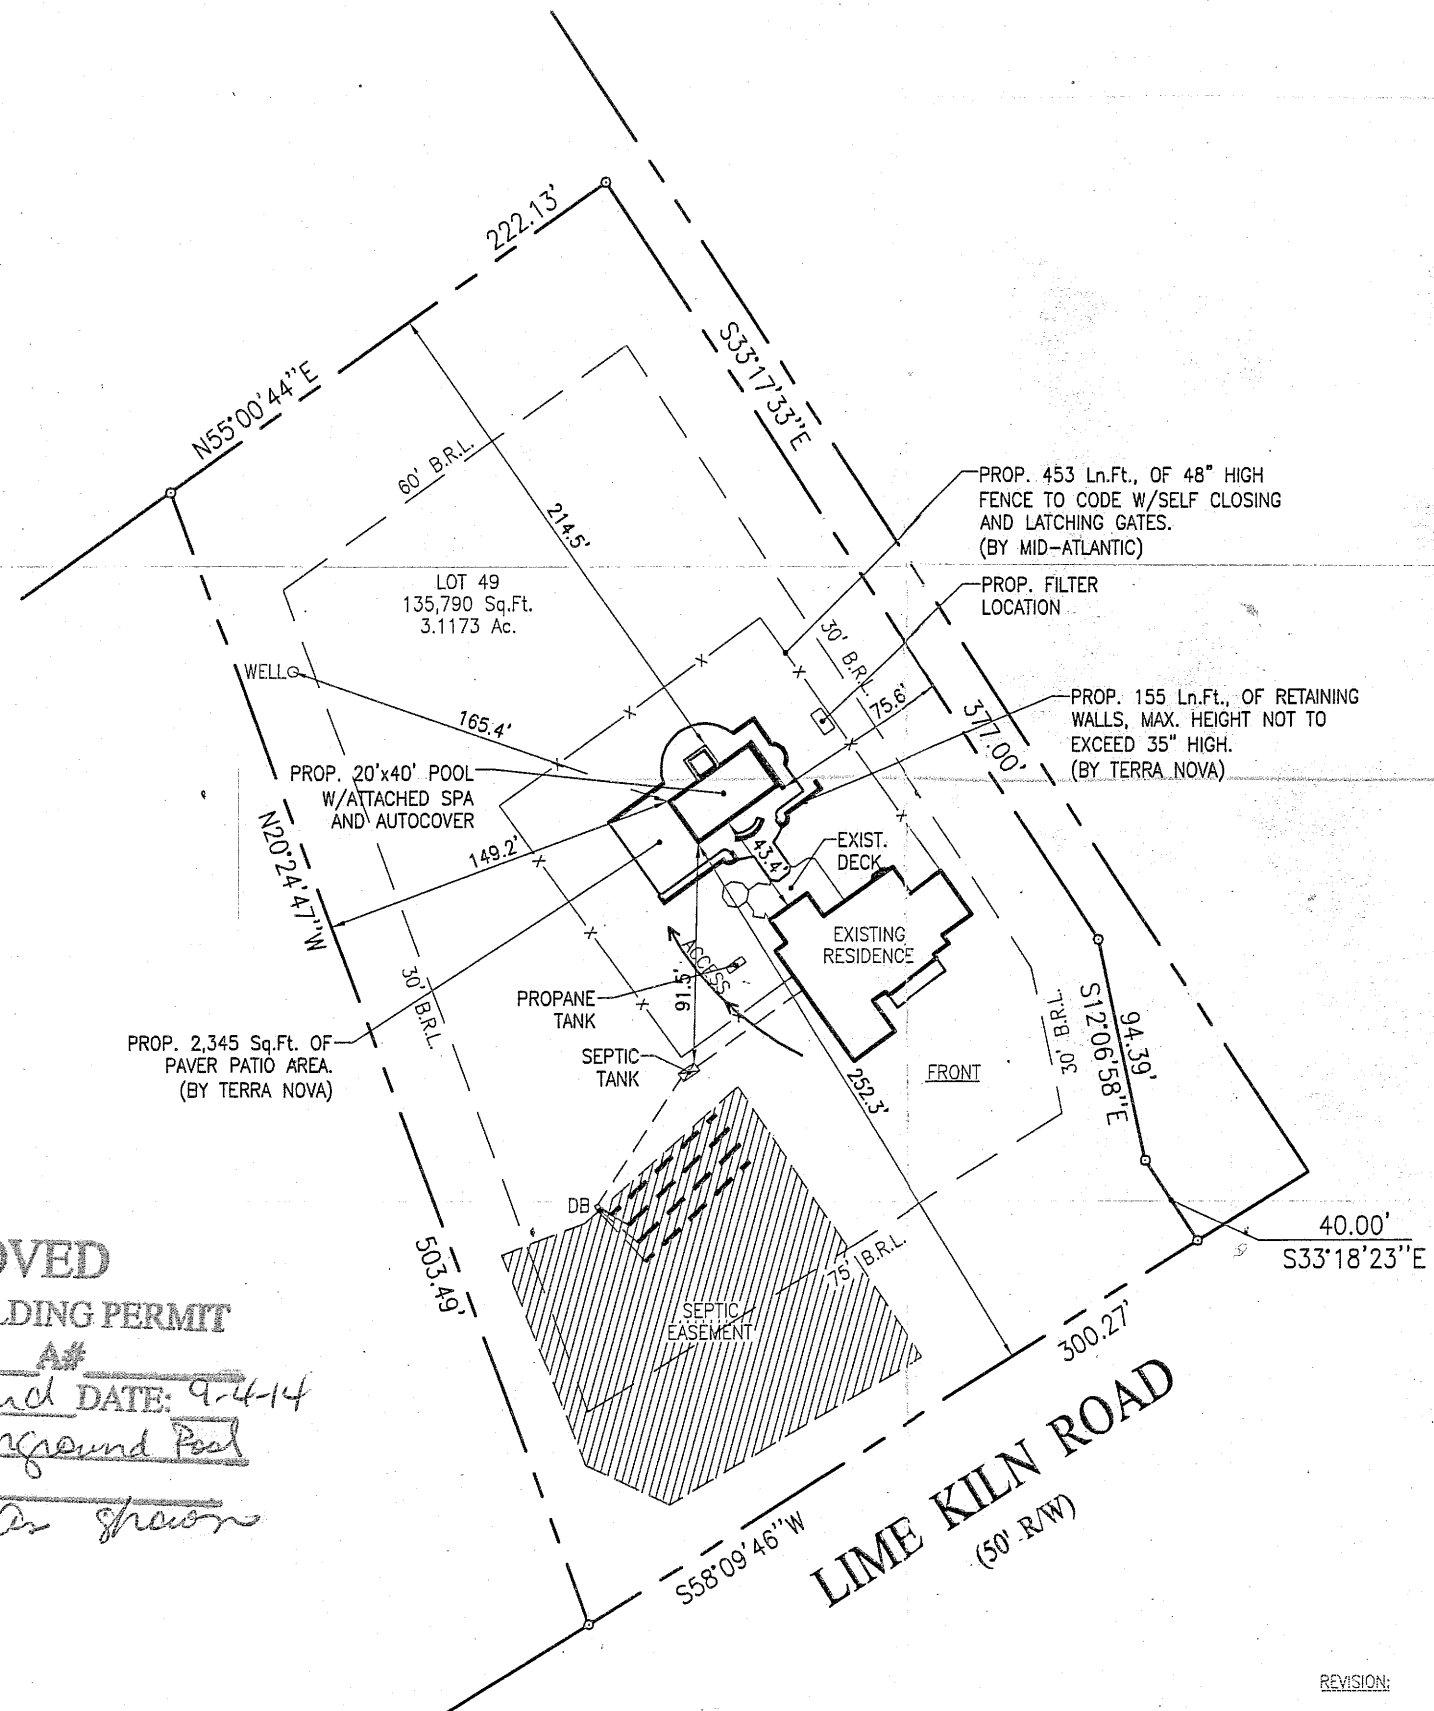 222.13'
N55°00'44"E
S33°17'33"E
60' B.R.L.
214.5'
PROP. 453 Ln.Ft., OF 48" HIGH
FENCE TO CODE W/SELF CLOSING
AND LATCHING GATES.
(BY MID-ATLANTIC)
PROP. FILTER
LOCATION
LOT 49
135,790 Sq.Ft.
3.1173 Ac.
30' B.R.L.
WELL
165.4'
75.6'
377.00'
PROP. 155 Ln.Ft., OF RETAINING
WALLS, MAX. HEIGHT NOT TO
EXCEED 35" HIGH.
(BY TERRA NOVA)
PROP. 20'x40' POOL
W/ATTACHED SPA
AND AUTOCOVER
N20°24'47"W
149.2'
43.4'
EXIST.
DECK
EXISTING
RESIDENCE
ACCESS
91.5'
30' B.R.L.
PROPANE
TANK
SEPTIC
TANK
PROP. 2,345 Sq.Ft. OF
PAVER PATIO AREA.
(BY TERRA NOVA)
FRONT
252.3'
30' B.R.L.
94.39'
S12°06'58"E
DB
75' B.R.L.
40.00'
S33°18'23"E
503.49'
SEPTIC
EASEMENT
300.27'
S58°09'46"W
LIME KILN ROAD
(50' R/W)
OVED
LDING PERMIT
A#
DATE: 9-4-14
nground Pool
as shown
REVISION: